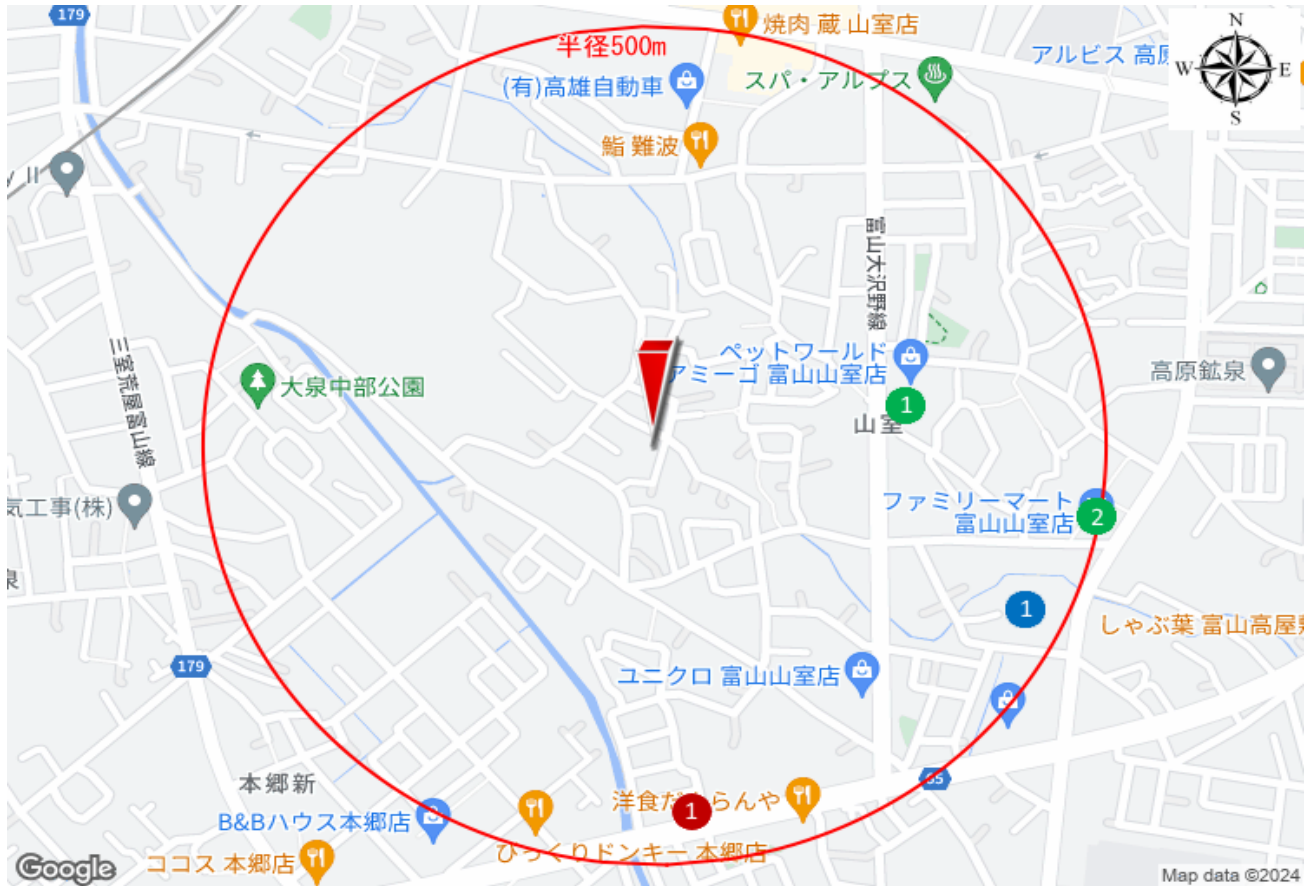 179
焼肉 蔵 山室店
半径500m
アルビス 高原
N
W
E
S
(有)高雄自動車
スパ・アルプス
鮨 難波
y II
富山大沢野線
ペットワールド
アミーゴ 富山山室店
高原鉱泉
三室荒屋富山線
大泉中部公園
1
山室
気工事(株)
ファミリーマート
富山山室店
2
泉
1
しゃぶ葉 富山高屋
179
ユニクロ 富山山室店
本郷新
65
洋食だ らんや
1
B&Bハウス本郷店
びっくりドンキー 本郷店
ココス 本郷店
Google
Map data ©2024